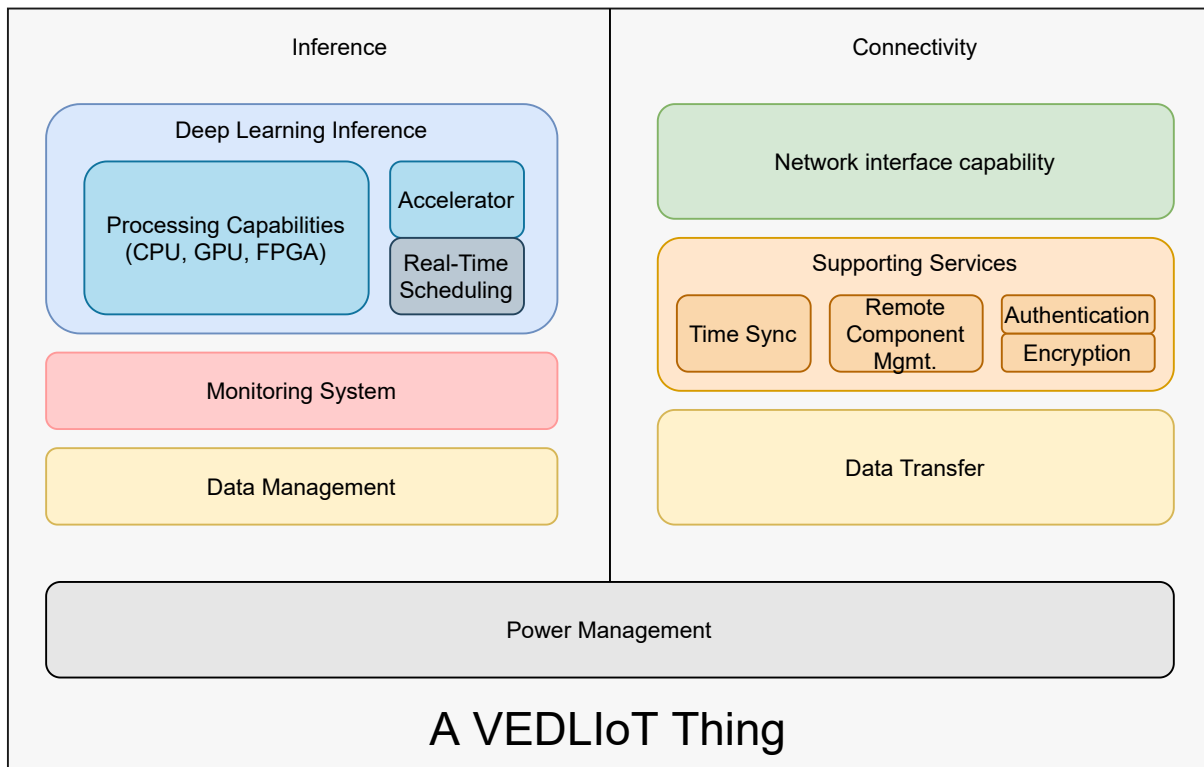 Inference
Deep Learning Inference
Processing Capabilities
(CPU, GPU, FPGA)
Accelerator
Real-Time
Scheduling
Monitoring System
Data Management
Connectivity
Network interface capability
Supporting Services
Time Sync
Remote
Component
Mgmt.
Authentication
Encryption
Data Transfer
Power Management
A VEDLIoT Thing